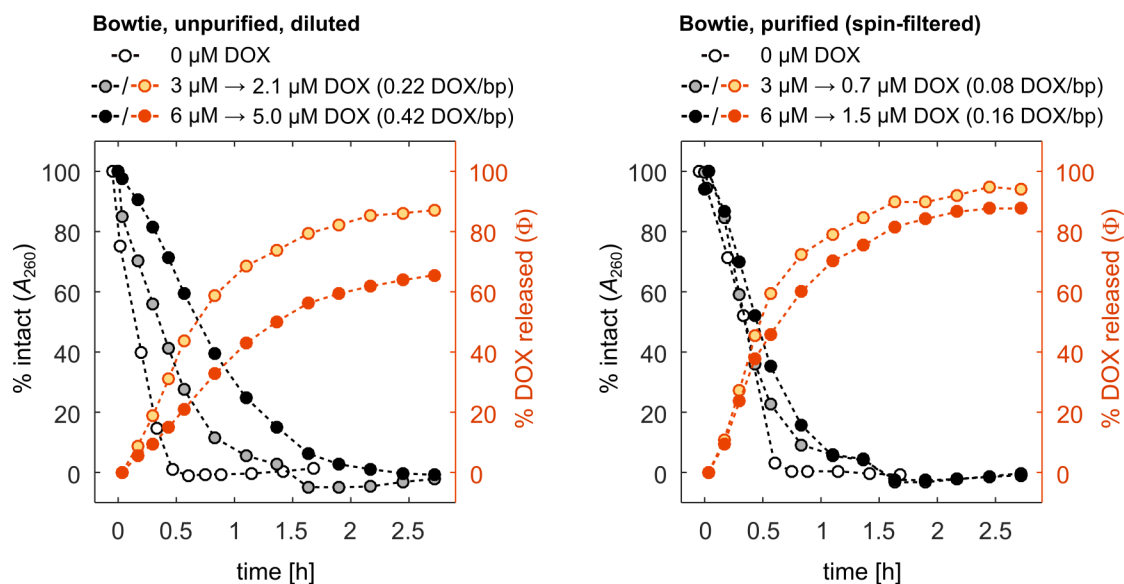 Bowtie, unpurified, diluted
0 µM DOX
/ 3 µM → 2.1 µM DOX (0.22 DOX/bp)
/ 6 µM → 5.0 µM DOX (0.42 DOX/bp)
% intact (A260)
100
80
60
40
20
0
100
80
60
40
20
0
% DOX released (Φ)
0 0.5 1 1.5 2 2.5
time [h]
Bowtie, purified (spin-filtered)
0 µM DOX
/ 3 µM → 0.7 µM DOX (0.08 DOX/bp)
/ 6 µM → 1.5 µM DOX (0.16 DOX/bp)
% intact (A260)
100
80
60
40
20
0
100
80
60
40
20
0
% DOX released (Φ)
0 0.5 1 1.5 2 2.5
time [h]